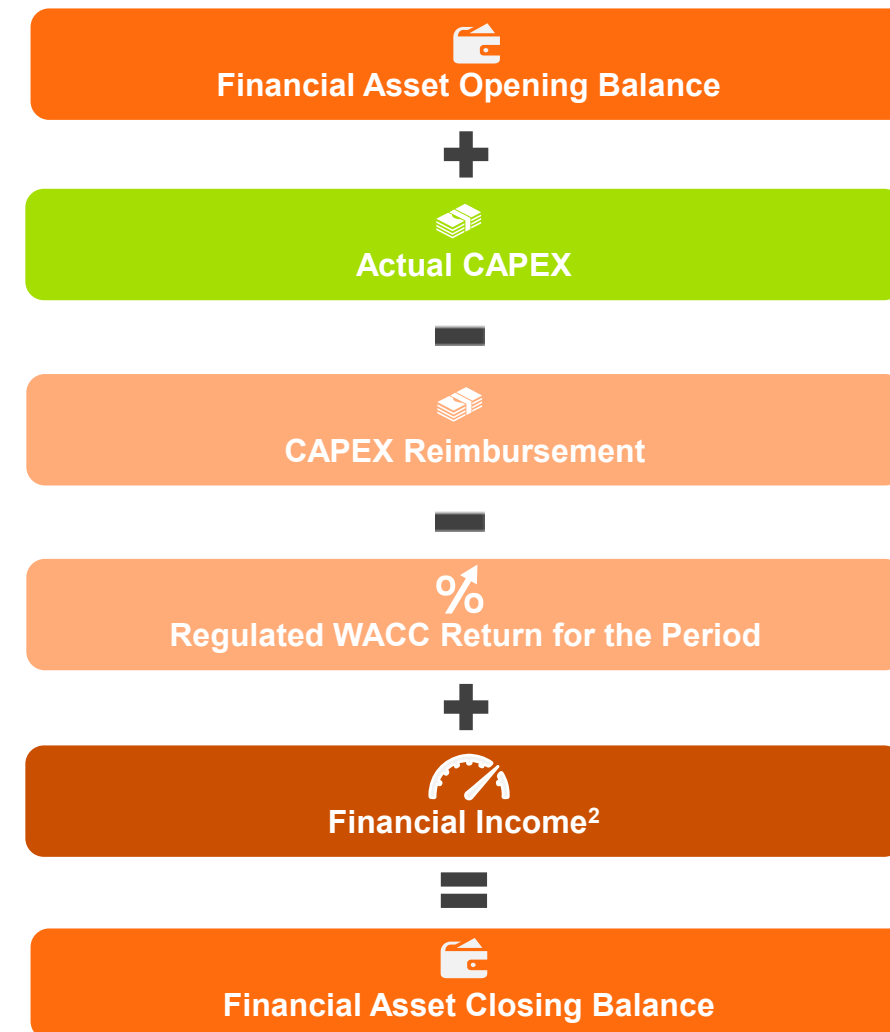 Financial Asset Opening Balance
+
Actual CAPEX
-
CAPEX Reimbursement
-
%
Regulated WACC Return for the Period
+
Financial Income²
=
Financial Asset Closing Balance